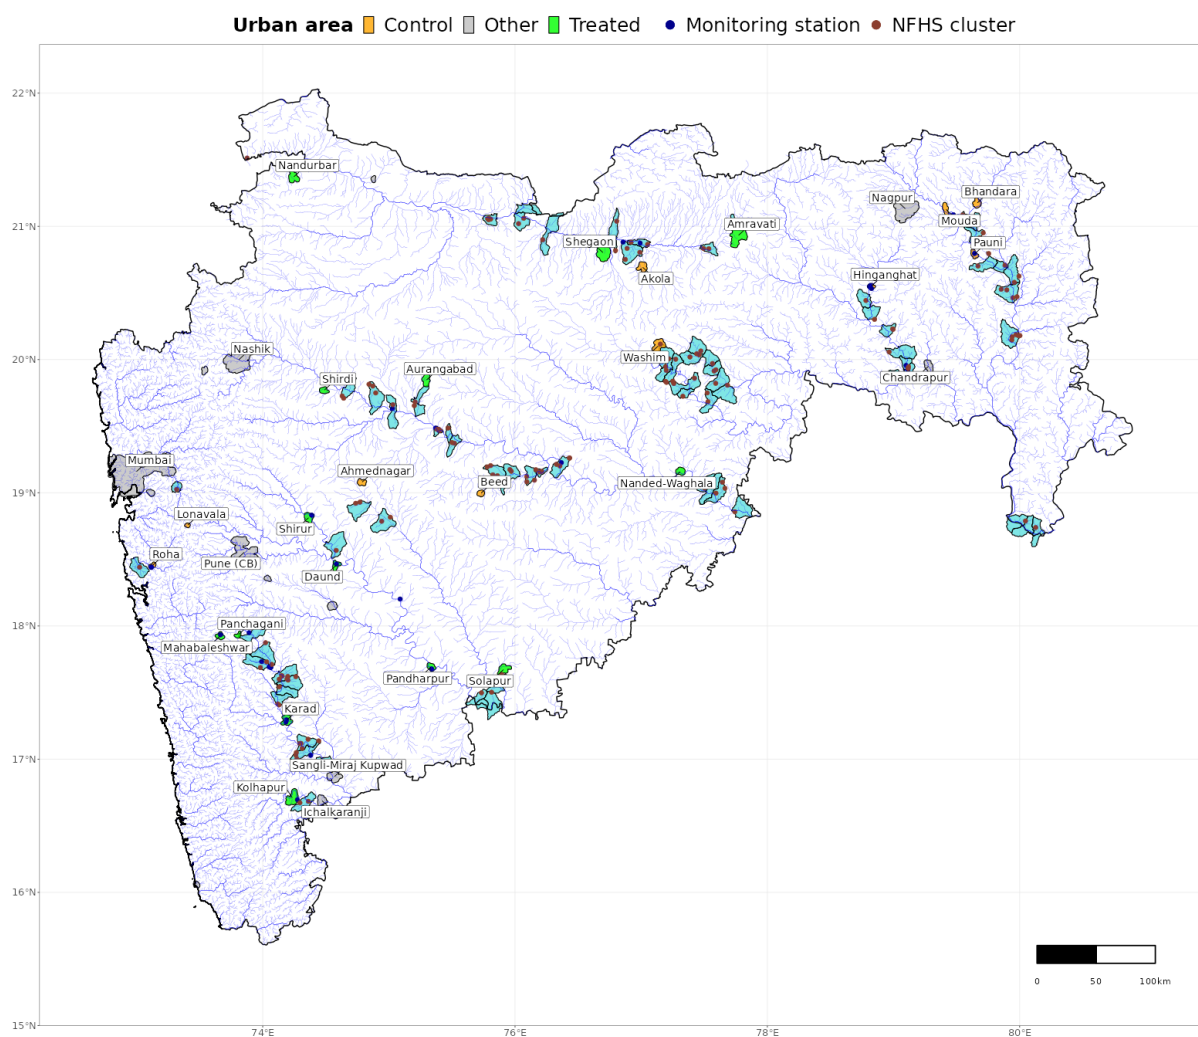 Urban area Control Other Treated Monitoring station NFHS cluster
22°N
21°N
20°N
19°N
18°N
17°N
16°N
15°N
74°E
76°E
78°E
80°E
Nandurbar
Bhandara
Nagpur
Mouda
Amravati
Shegaon
Pauni
Akola
Hinganghat
Nashik
Washim
Aurangabad
Shirdi
Chandrapur
Mumbai
Ahmednagar
Beed
Nanded-Waghala
Lonavala
Shirur
Roha
Pune (CB)
Daund
Panchagani
Mahabaleshwar
Pandharpur
Solapur
Karad
Sangli-Miraj Kupwad
Kolhapur
Ichalkaranji
0 50 100km